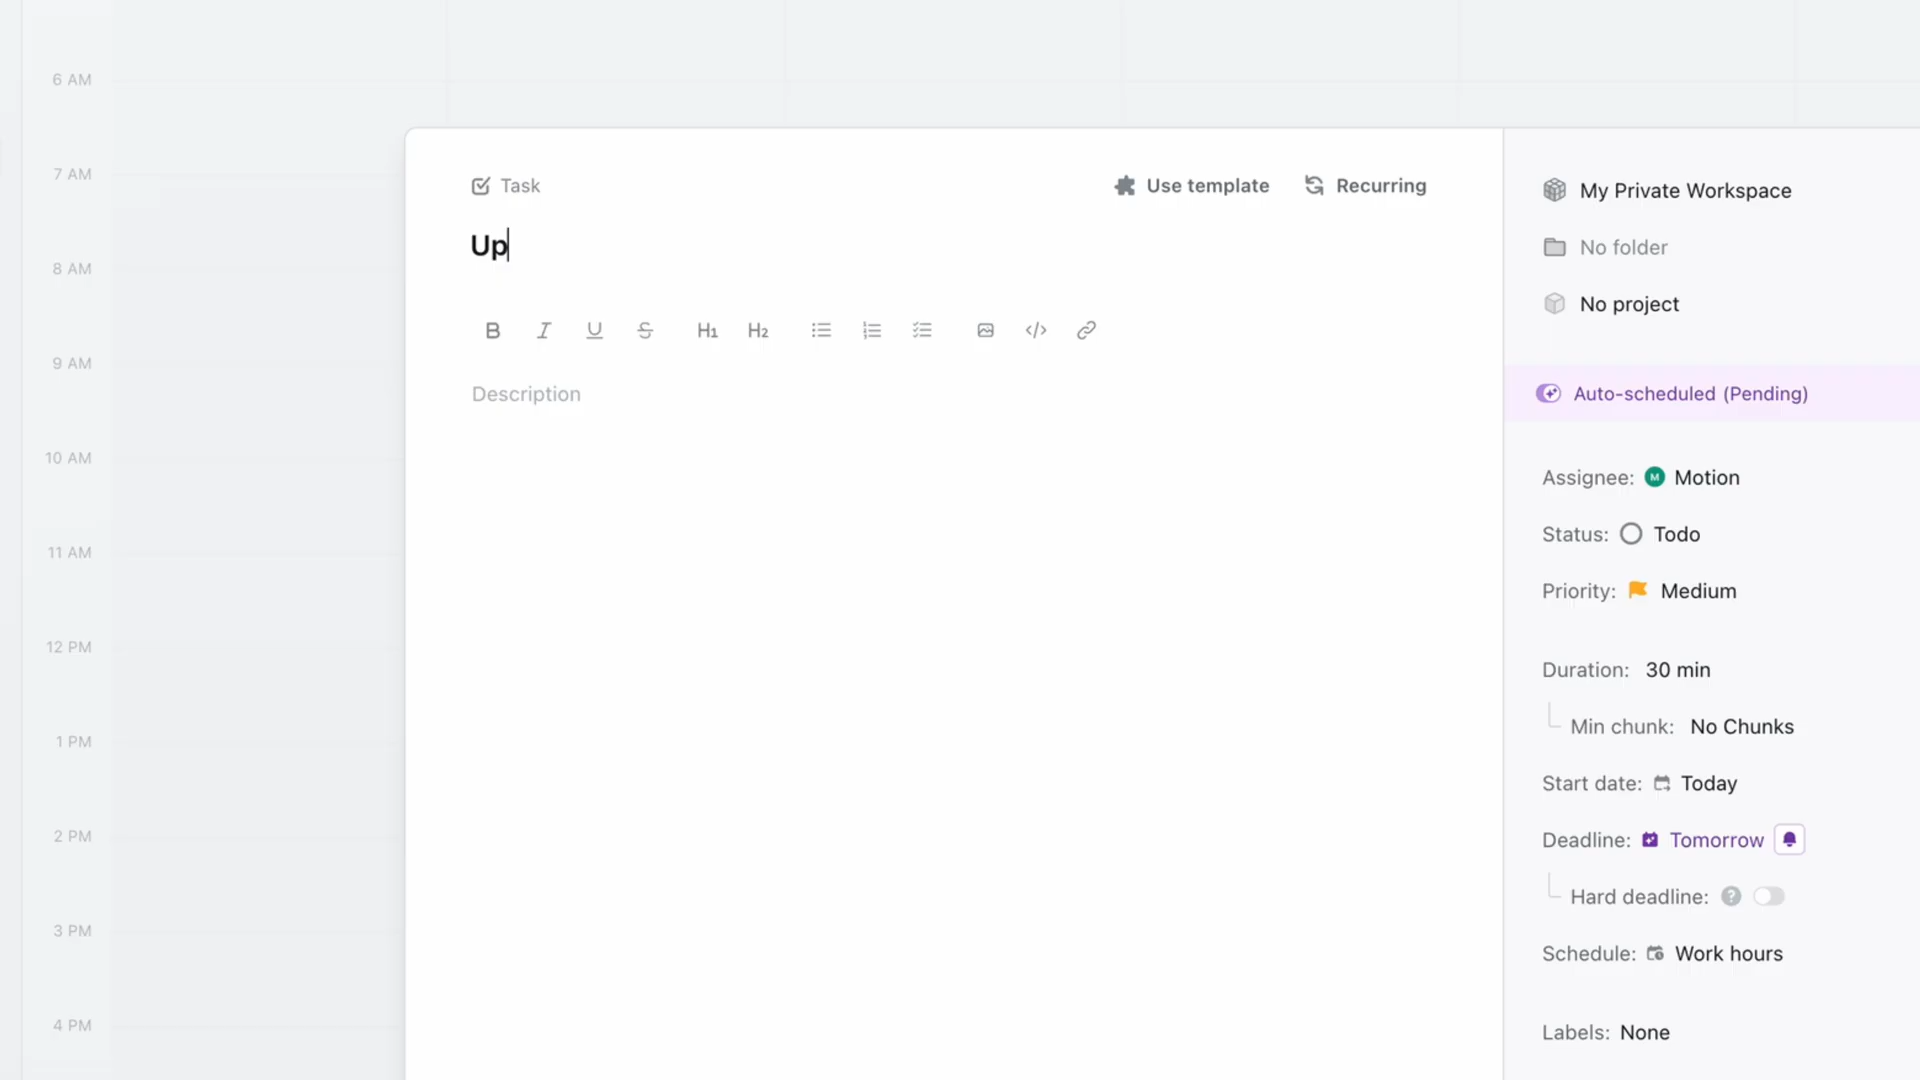 6 AM
7 AM
8 AM
9 AM
10 AM
11 AM
12 PM
1 PM
2 PM
3 PM
4 PM
Task
Use template
Recurring
Up
B I U S H1 H2
Description
My Private Workspace
No folder
No project
Auto-scheduled (Pending)
Assignee: M Motion
Status: Todo
Priority: Medium
Duration: 30 min
Min chunk: No Chunks
Start date: Today
Deadline: Tomorrow
Hard deadline: ?
Schedule: Work hours
Labels: None